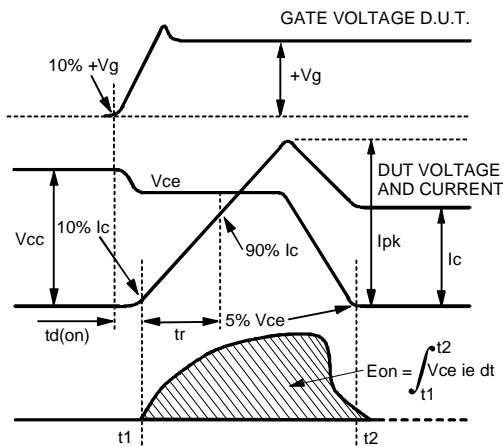 GATE VOLTAGE D.U.T.
10% +Vg
+Vg
DUT VOLTAGE
AND CURRENT
Vce
Vcc
10% Ic
90% Ic
Ipk
Ic
td(on)
tr
5% Vce
Eon = ∫ Vce ie dt
t2
t1
t1
t2